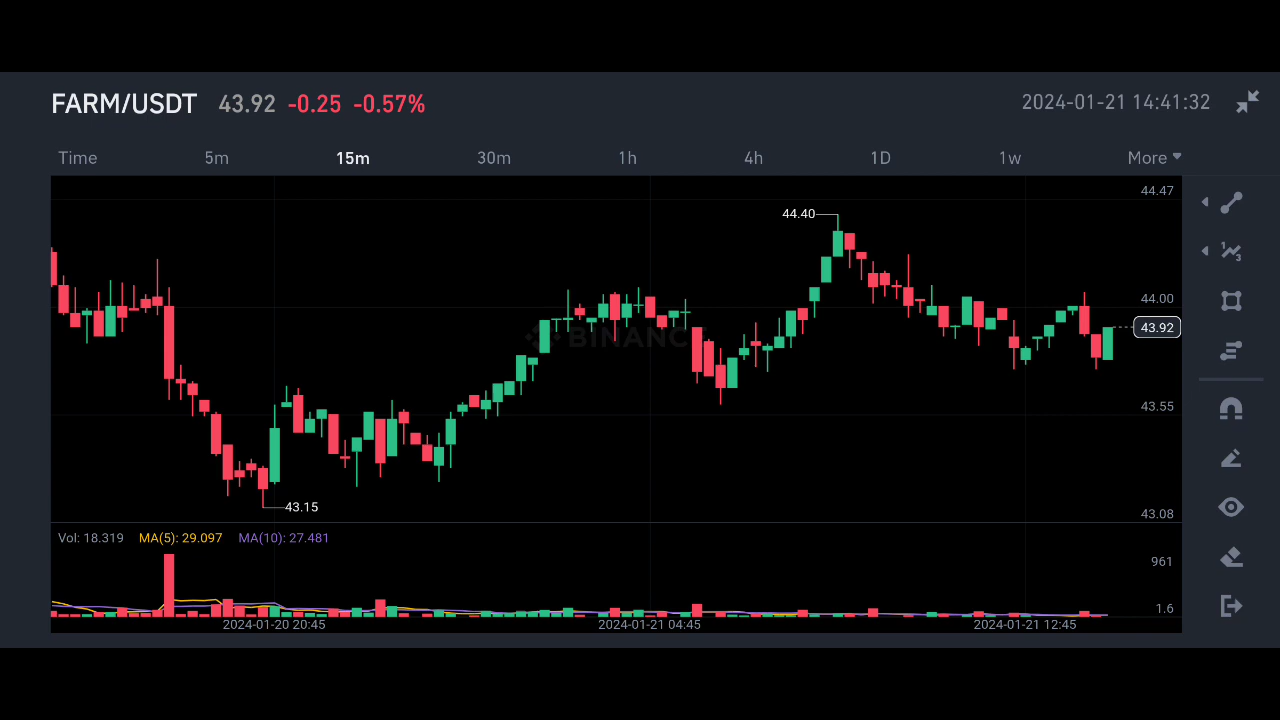 FARM/USDT 43.92 -0.25 -0.57% 2024-01-21 14:41:32
Time 5m 15m 30m 1h 4h 1D 1w More
44.47
44.40
44.00
43.92
BINANCE
43.55
43.15
43.08
Vol: 18.319 MA(5): 29.097 MA(10): 27.481
961
1.6
2024-01-20 20:45 2024-01-21 04:45 2024-01-21 12:45